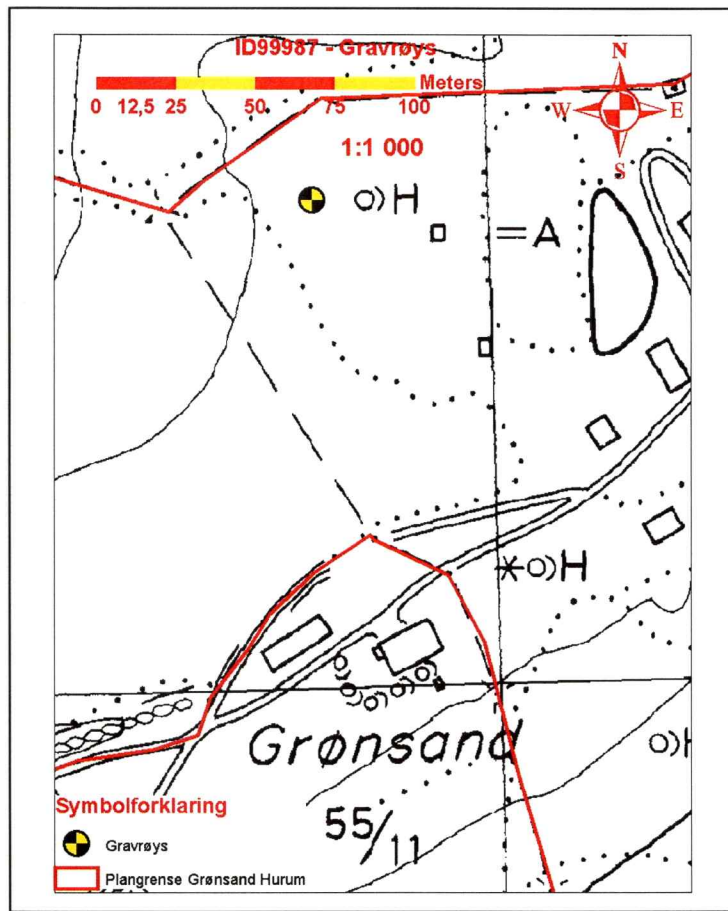 ID99987 - Gravrøys
Meters
0 12,5 25 50 75 100
1:1 000
N
W E
S
H
= A
H
Grønsand
H
55/11
Symbolforklaring
Gravrøys
Plangrense Grønsand Hurum